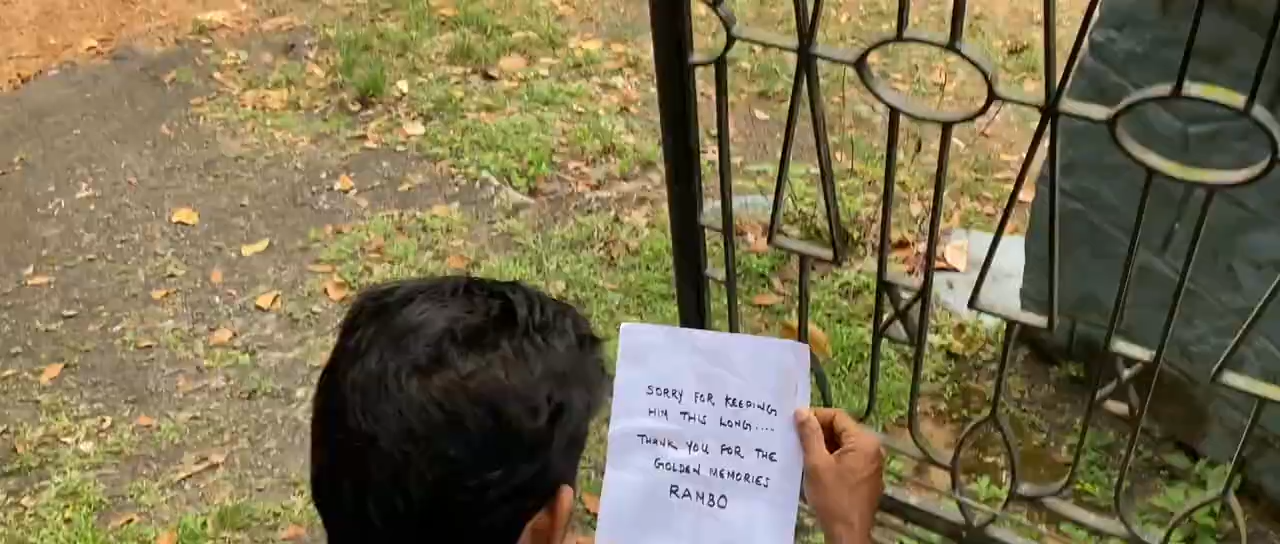 SORRY FOR KEEPING
HIM THIS LONG....
THANK YOU FOR THE
GOLDEN MEMORIES
RAMBO